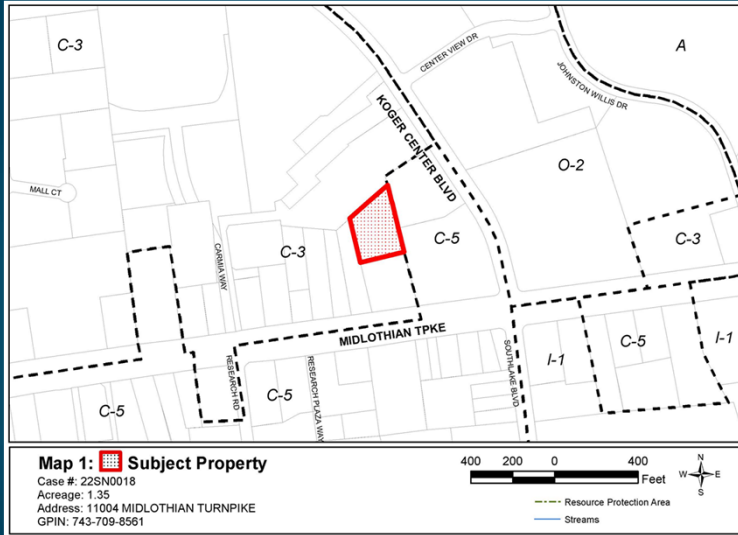 C-3
A
CENTER VIEW DR
JOHNSTON WILLIS DR
KOGER CENTER BLVD
O-2
MALL CT
C-5
C-3
C-3
CARMIA WAY
MIDLOTHIAN TPKE
I-1
C-5
I-1
RESEARCH RD
C-5
RESEARCH PLAZA WAY
SOUTHLAKE BLVD
C-5
Map 1: Subject Property
Case #: 22SN0018
Acreage: 1.35
Address: 11004 MIDLOTHIAN TURNPIKE
GPIN: 743-709-8561
400 200 0 400
Feet
N
W E
S
Resource Protection Area
Streams